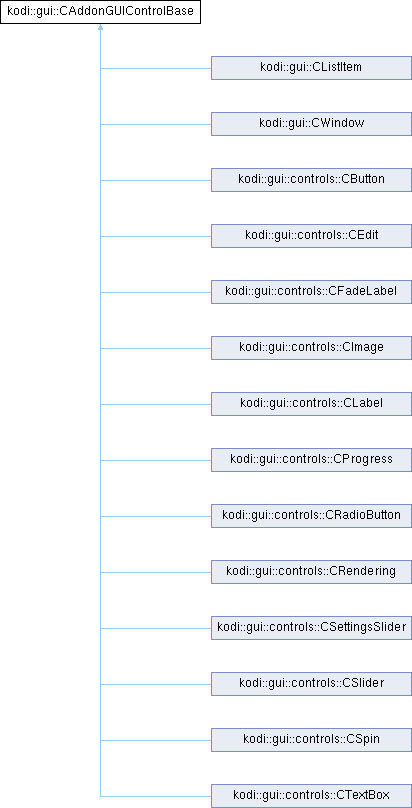 kodi::gui::CAddonGUIControlBase
kodi::gui::CListItem
kodi::gui::CWindow
kodi::gui::controls::CButton
kodi::gui::controls::CEdit
kodi::gui::controls::CFadeLabel
kodi::gui::controls::CImage
kodi::gui::controls::CLabel
kodi::gui::controls::CProgress
kodi::gui::controls::CRadioButton
kodi::gui::controls::CRendering
kodi::gui::controls::CSettingsSlider
kodi::gui::controls::CSlider
kodi::gui::controls::CSpin
kodi::gui::controls::CTextBox